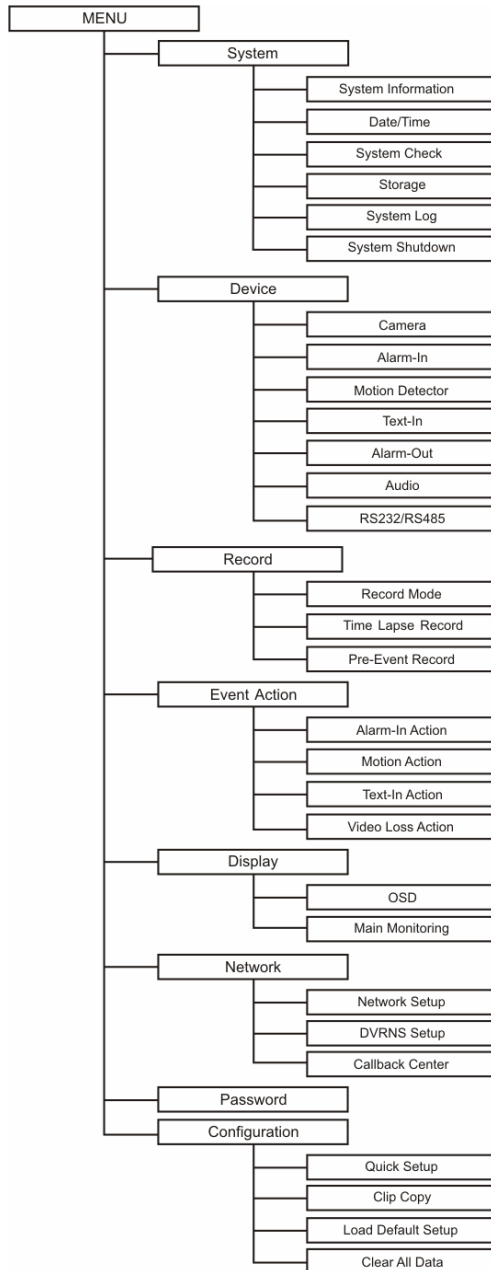 MENU
System
System Information
Date/Time
System Check
Storage
System Log
System Shutdown
Device
Camera
Alarm-In
Motion Detector
Text-In
Alarm-Out
Audio
RS232/RS485
Record
Record Mode
Time Lapse Record
Pre-Event Record
Event Action
Alarm-In Action
Motion Action
Text-In Action
Video Loss Action
Display
OSD
Main Monitoring
Network
Network Setup
DVRNS Setup
Callback Center
Password
Configuration
Quick Setup
Clip Copy
Load Default Setup
Clear All Data